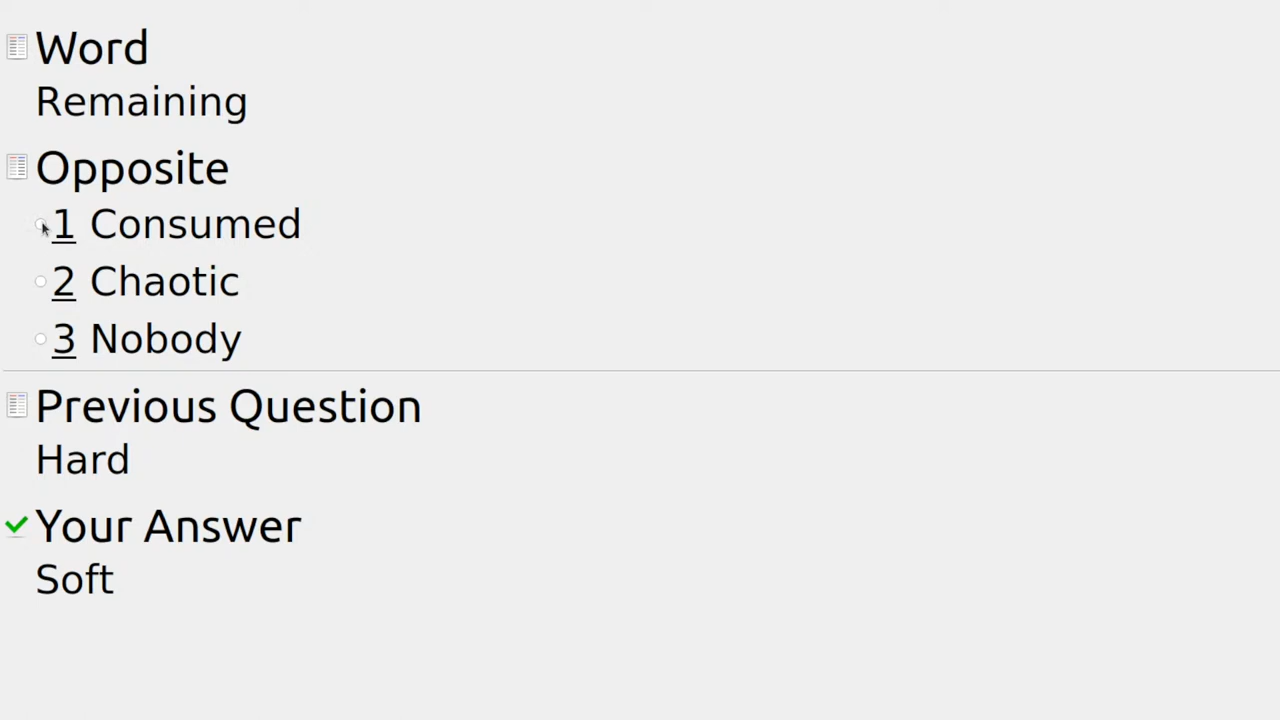 Word
Remaining
Opposite
1 Consumed
2 Chaotic
3 Nobody
Previous Question
Hard
Your Answer
Soft